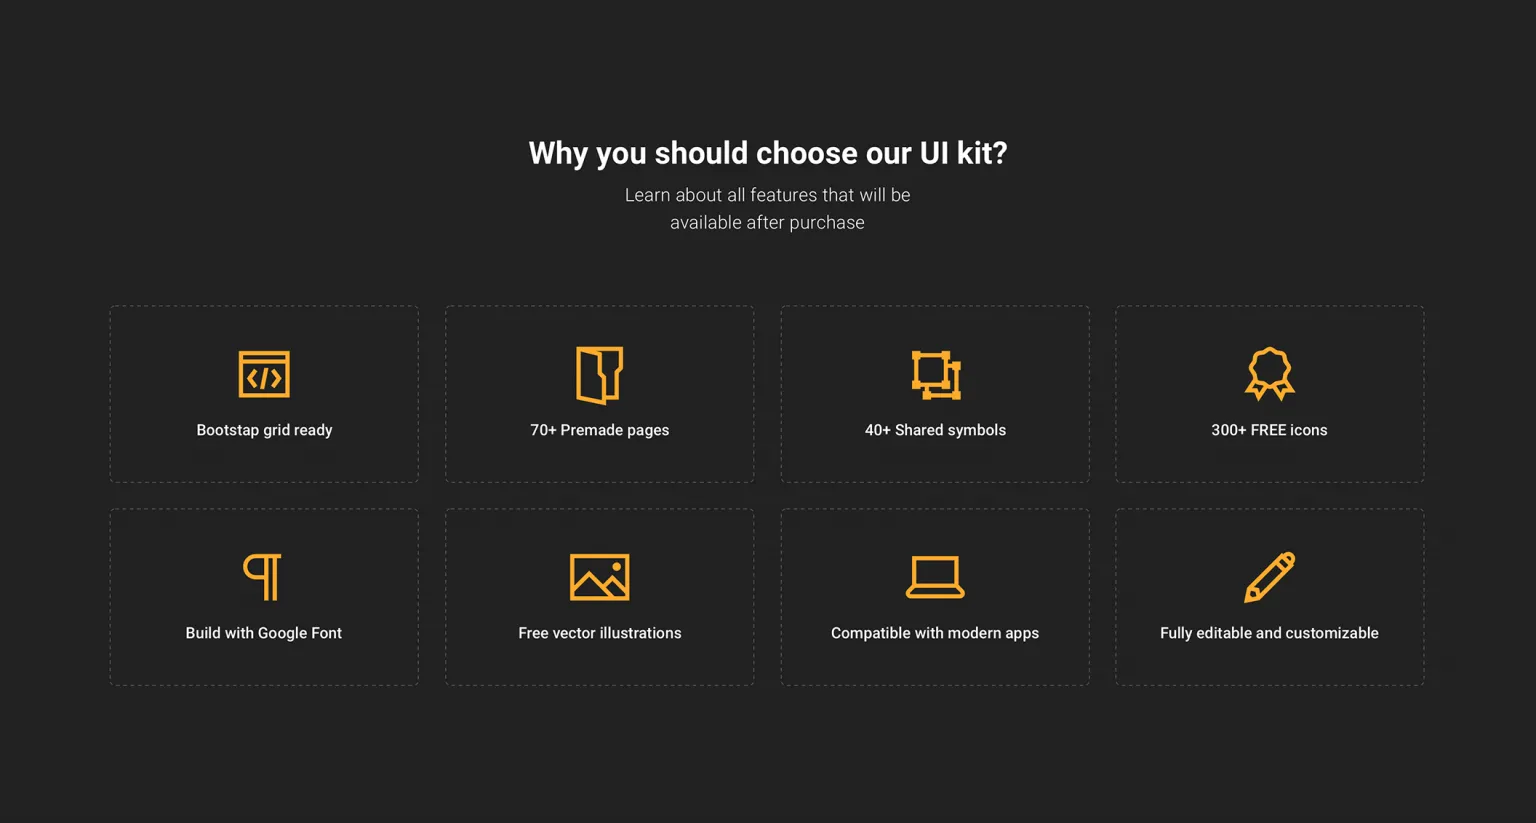 Why you should choose our UI kit?
Learn about all features that will be
available after purchase
Bootstap grid ready
70+ Premade pages
40+ Shared symbols
300+ FREE icons
Build with Google Font
Free vector illustrations
Compatible with modern apps
Fully editable and customizable